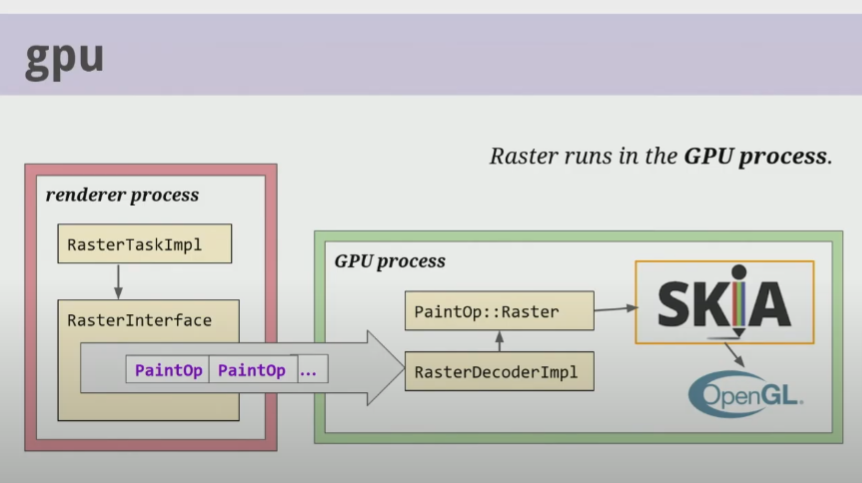 gpu
Raster runs in the GPU process.
renderer process
RasterTaskImpl
RasterInterface
PaintOp PaintOp ...
GPU process
PaintOp::Raster
RasterDecoderImpl
SKiA
OpenGL.